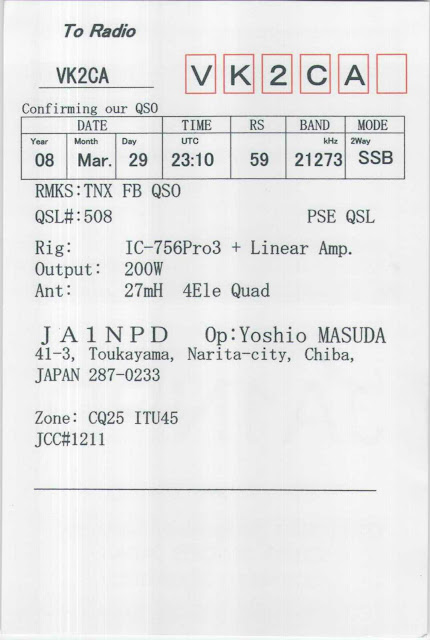 To Radio
VK2CA
VK2CA
Confirming our QSO
DATE TIME RS BAND MODE
Year Month Day UTC kHz 2Way
08 Mar. 29 23:10 59 21273 SSB
RMKS:TNX FB QSO
QSL#:508 PSE QSL
Rig: IC-756Pro3 + Linear Amp.
Output: 200W
Ant: 27mH 4Ele Quad
JA1NPD Op:Yoshio MASUDA
41-3, Toukayama, Narita-city, Chiba,
JAPAN 287-0233
Zone: CQ25 ITU45
JCC#1211